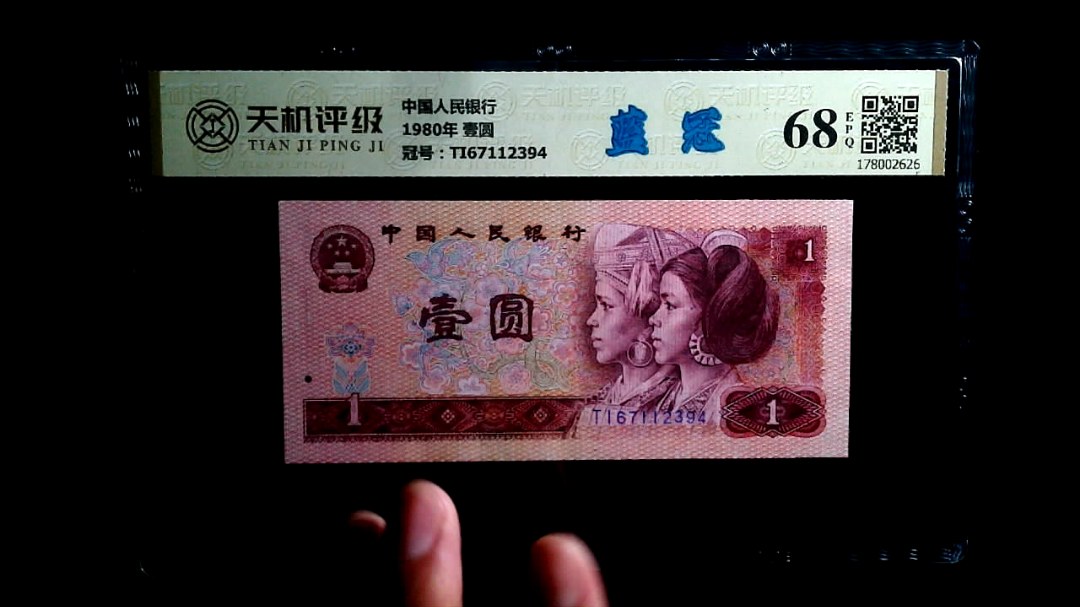 天机评级
TIAN JI PING JI
中国人民银行
1980年 壹圆
冠号：TI67112394
蓝冠
68
EPQ
178002626
中国人民银行
1
壹圆
1
TI67112394
1